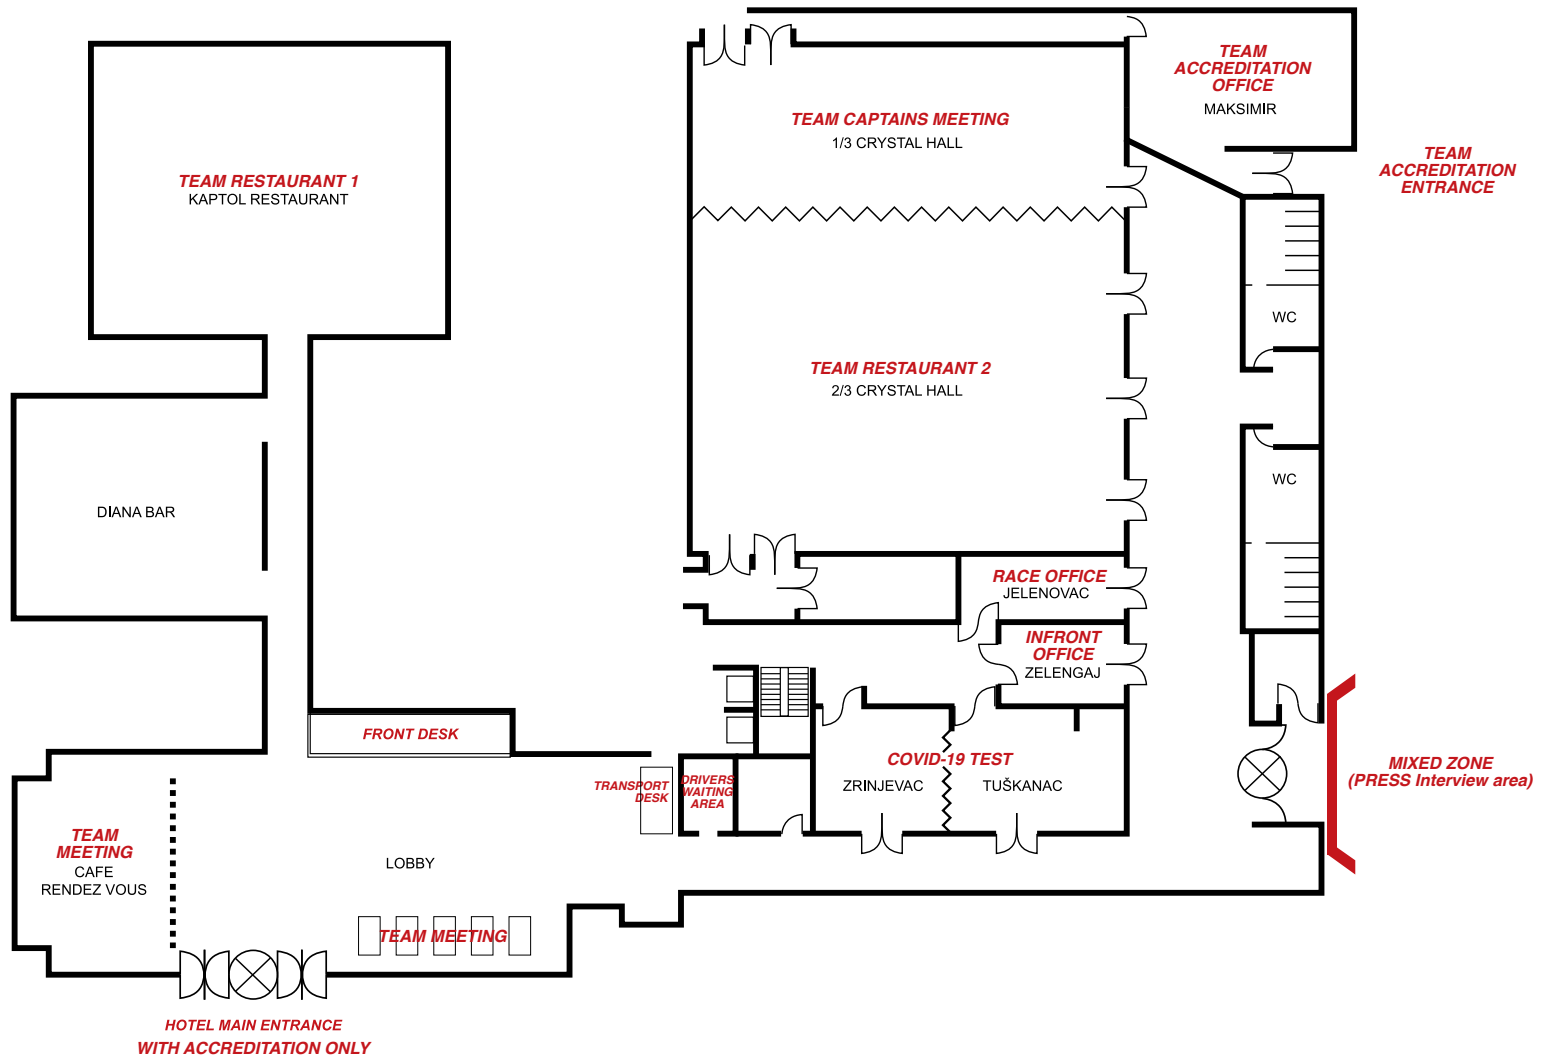 TEAM
ACCREDITATION
OFFICE
MAKSIMIR
TEAM CAPTAINS MEETING
1/3 CRYSTAL HALL
TEAM
ACCREDITATION
ENTRANCE
TEAM RESTAURANT 1
KAPTOL RESTAURANT
WC
TEAM RESTAURANT 2
2/3 CRYSTAL HALL
WC
DIANA BAR
RACE OFFICE
JELENOVAC
INFRONT
OFFICE
ZELENGAJ
FRONT DESK
COVID-19 TEST
ZRINJEVAC
TUŠKANAC
MIXED ZONE
(PRESS Interview area)
TRANSPORT
DESK
DRIVERS
WAITING
AREA
TEAM
MEETING
CAFE
RENDEZ VOUS
LOBBY
TEAM MEETING
HOTEL MAIN ENTRANCE
WITH ACCREDITATION ONLY